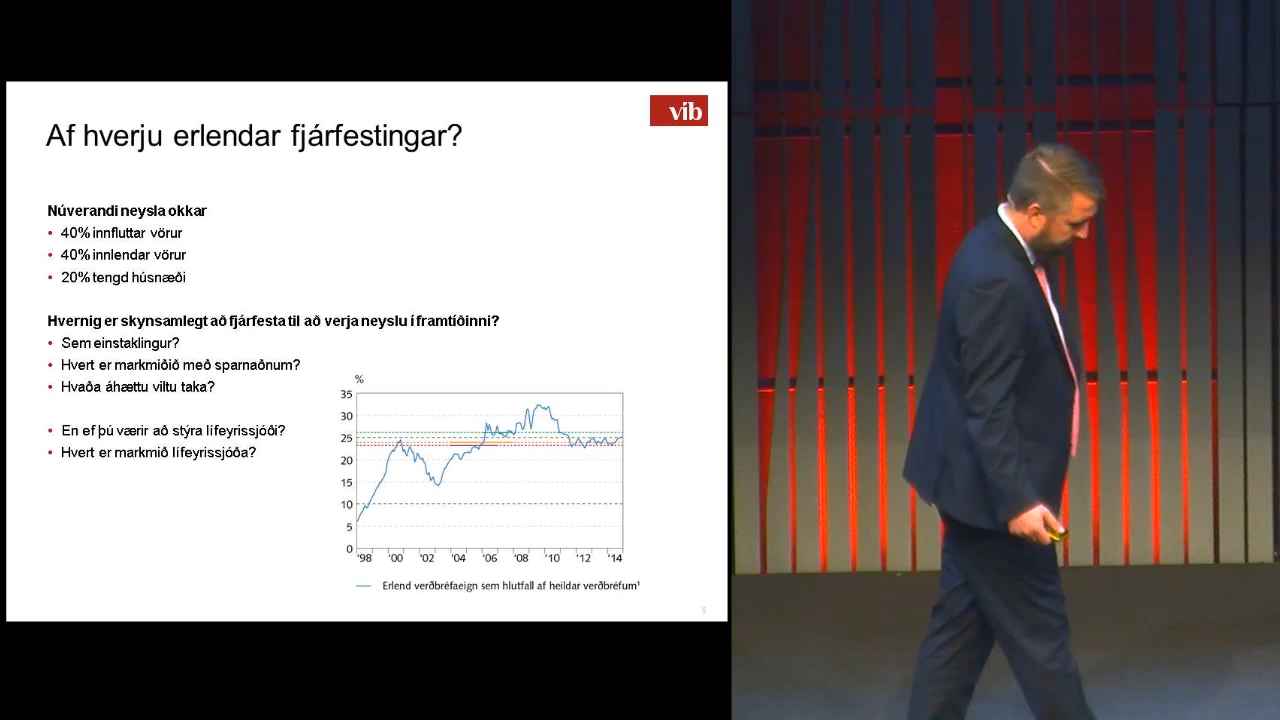 víb
Af hverju erlendar fjárfestingar?
Núverandi neysla okkar
• 40% innfluttar vörur
• 40% innlendar vörur
• 20% tengd húsnæði
Hvernig er skynsamlegt að fjárfesta til að verja neyslu í framtíðinni?
• Sem einstaklingur?
• Hvert er markmiðið með sparnaðnum?
• Hvaða áhættu viltu taka?
• En ef þú værir að stýra lífeyrissjóði?
• Hvert er markmið lífeyrissjóða?
%
35
30
25
20
15
10
5
0
'98 '00 '02 '04 '06 '08 '10 '12 '14
Erlend verðbréfaeign sem hlutfall af heildar verðbréfum¹
5